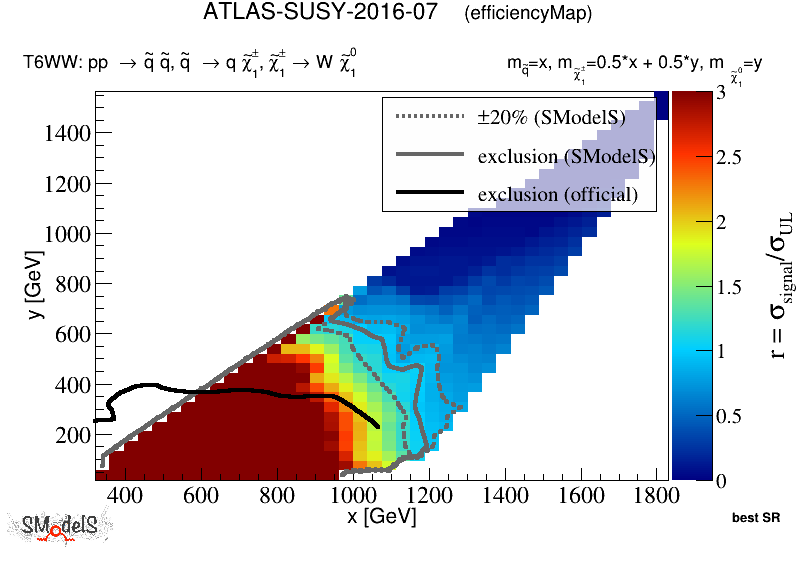 ATLAS-SUSY-2016-07 (efficiencyMap)
T6WW: pp → q̃ q̃, q̃ → q χ̃₁±, χ̃₁± → W χ̃₁⁰ m_q̃=x, m_χ̃₁±=0.5*x + 0.5*y, m_χ̃₁⁰=y
±20% (SModelS)
exclusion (SModelS)
exclusion (official)
1400
1200
1000
800
600
400
200
y [GeV]
400 600 800 1000 1200 1400 1600 1800
x [GeV]
3
2.5
2
1.5
1
0.5
0
r = σ_signal/σ_UL
SModelS
best SR